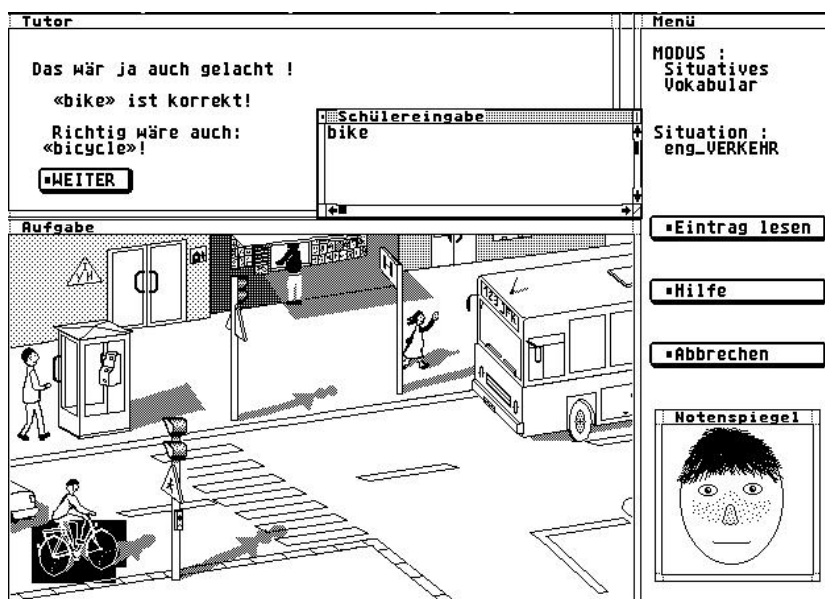 Tutor
Das wär ja auch gelacht !
«bike» ist korrekt!
Richtig wäre auch:
«bicycle»!
WEITER
Schülereingabe
bike
Menü
MODUS :
Situatives
Vokabular
Situation :
eng_VERKEHR
Eintrag lesen
Hilfe
Abbrechen
Notenspiegel
Aufgabe
VTH
H